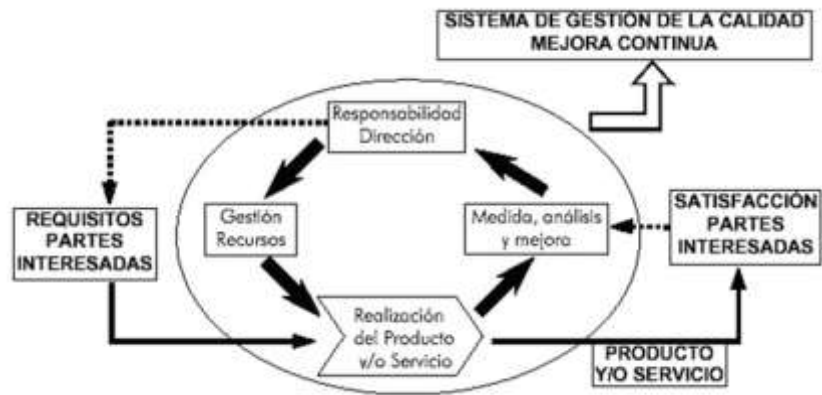 SISTEMA DE GESTIÓN DE LA CALIDAD
MEJORA CONTINUA
Responsabilidad
Dirección
REQUISITOS
PARTES
INTERESADAS
Gestión
Recursos
Medida, análisis
y mejora
SATISFACCIÓN
PARTES
INTERESADAS
Realización
del Producto
y/o Servicio
PRODUCTO
Y/O SERVICIO